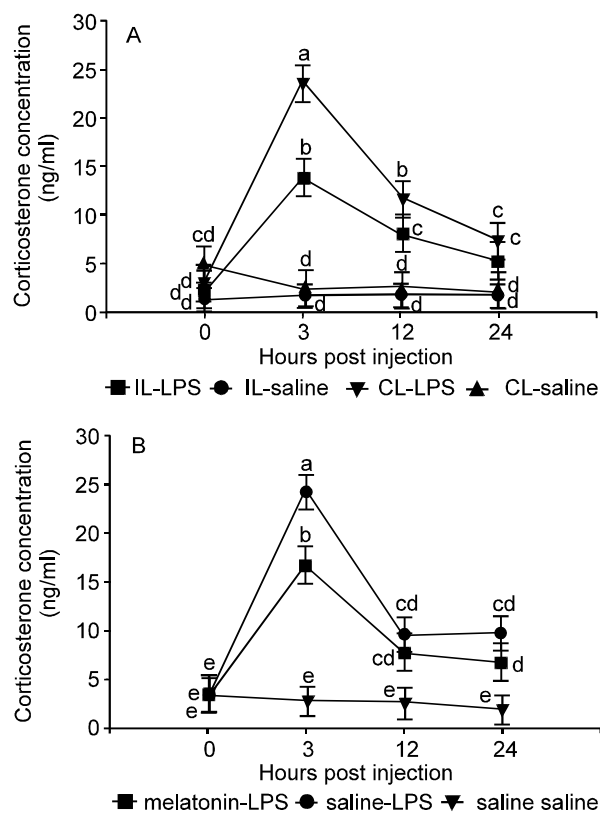 A
Corticosterone concentration
(ng/ml)
30
25
20
15
10
5
0
a
b
b
c
c
c
cd
d
d
d
d
d
d
d
d
d
0 3 12 24
Hours post injection
IL-LPS IL-saline CL-LPS CL-saline
B
Corticosterone concentration
(ng/ml)
30
25
20
15
10
5
0
a
b
cd
cd
cd
d
e
e
e
e
e
e
0 3 12 24
Hours post injection
melatonin-LPS saline-LPS saline saline